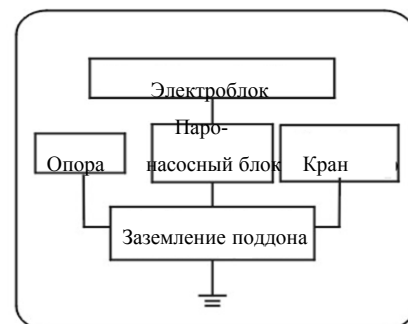 Электроблок
Паро-
Опора
насосный блок
Кран
Заземление поддона